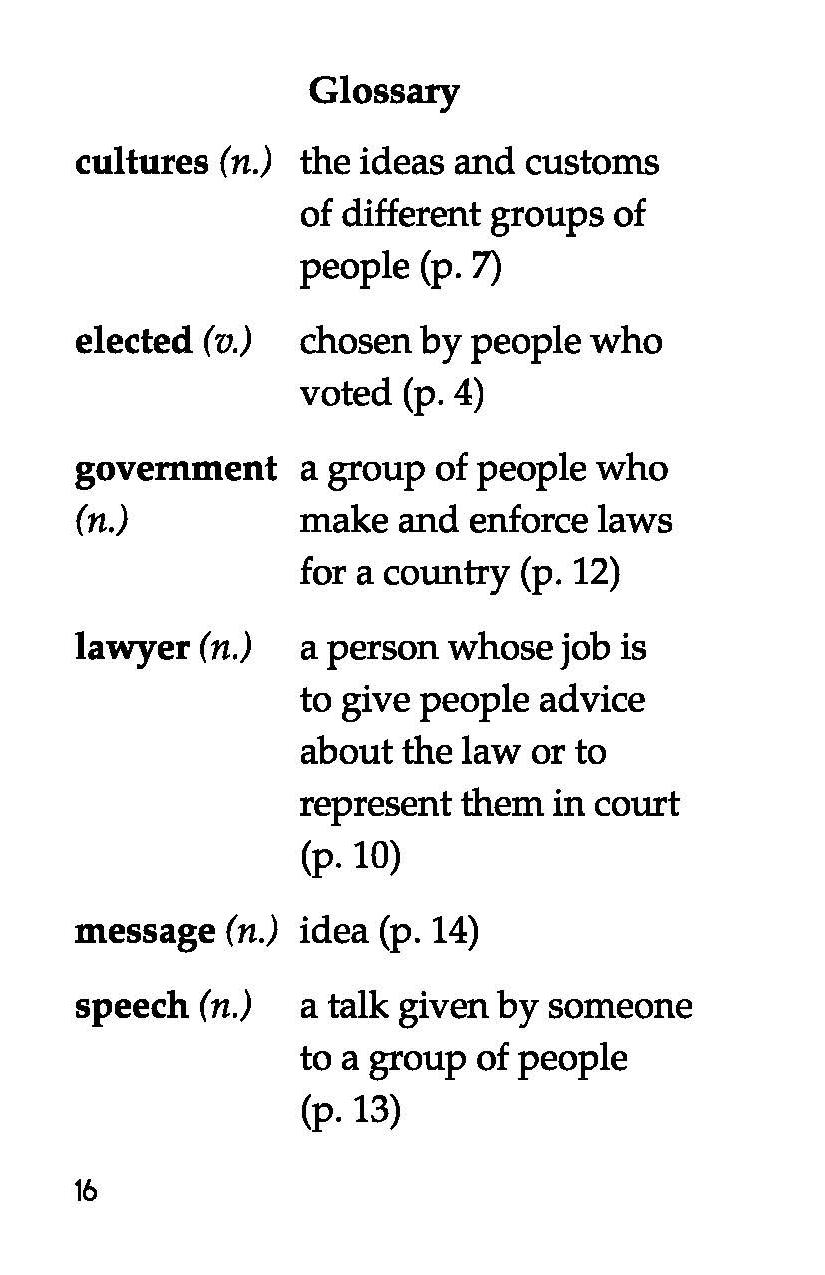 Glossary
cultures (n.) the ideas and customs
of different groups of
people (p. 7)
elected (v.) chosen by people who
voted (p. 4)
government a group of people who
(n.) make and enforce laws
for a country (p. 12)
lawyer (n.) a person whose job is
to give people advice
about the law or to
represent them in court
(p. 10)
message (n.) idea (p. 14)
speech (n.) a talk given by someone
to a group of people
(p. 13)
16